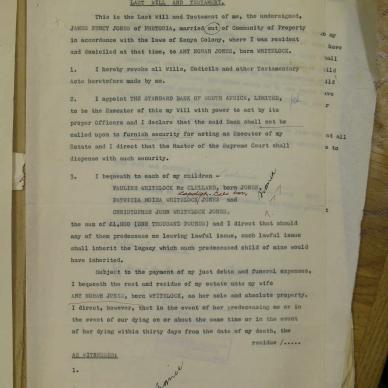 LAST WILL AND TESTAMENT.
This is the Last Will and Testament of me, the undersigned,
JAMES PERCY JONES of PRETORIA, married out of Community of Property
in accordance with the laws of Kenya Colony, where I was resident
and domiciled at that time, to ANY NORAH JONES, born WHITELOCK.
1. I hereby revoke all Wills, Codicils and other Testamentary
Acts heretofore made by me.
2. I appoint THE STANDARD BANK OF SOUTH AFRICA, LIMITED,
to be the Executor of this my Will with power to act by its
proper Officers and I declare that the said Bank shall not be
called upon to furnish security for acting as Executor of my
Estate and I direct that the Master of the Supreme Court shall
dispense with such security.
3. I bequeath to each of my children -
PAULINE WHITELOCK Mc CLELLAND, born JONES,
PATRICIA MOIRA WHITELOCK JONES and
CHRISTOPHER JOHN WHITELOCK JONES,
the sum of £1,000 (ONE THOUSAND POUNDS) and I direct that should
any of them predecease me leaving lawful issue, such lawful issue
shall inherit the legacy which such predeceased child of mine would
have inherited.
Subject to the payment of my just debts and funeral expenses,
I bequeath the rest and residue of my estate unto my wife
ANY NORAH JONES, born WHITELOCK, as her sole and absolute property.
I direct, however, that in the event of her predeceasing me or in
the event of our dying on or about the same time or in the event
of her dying within thirty days from the date of my death, the
residue /.....
AS WITNESSES:
1.